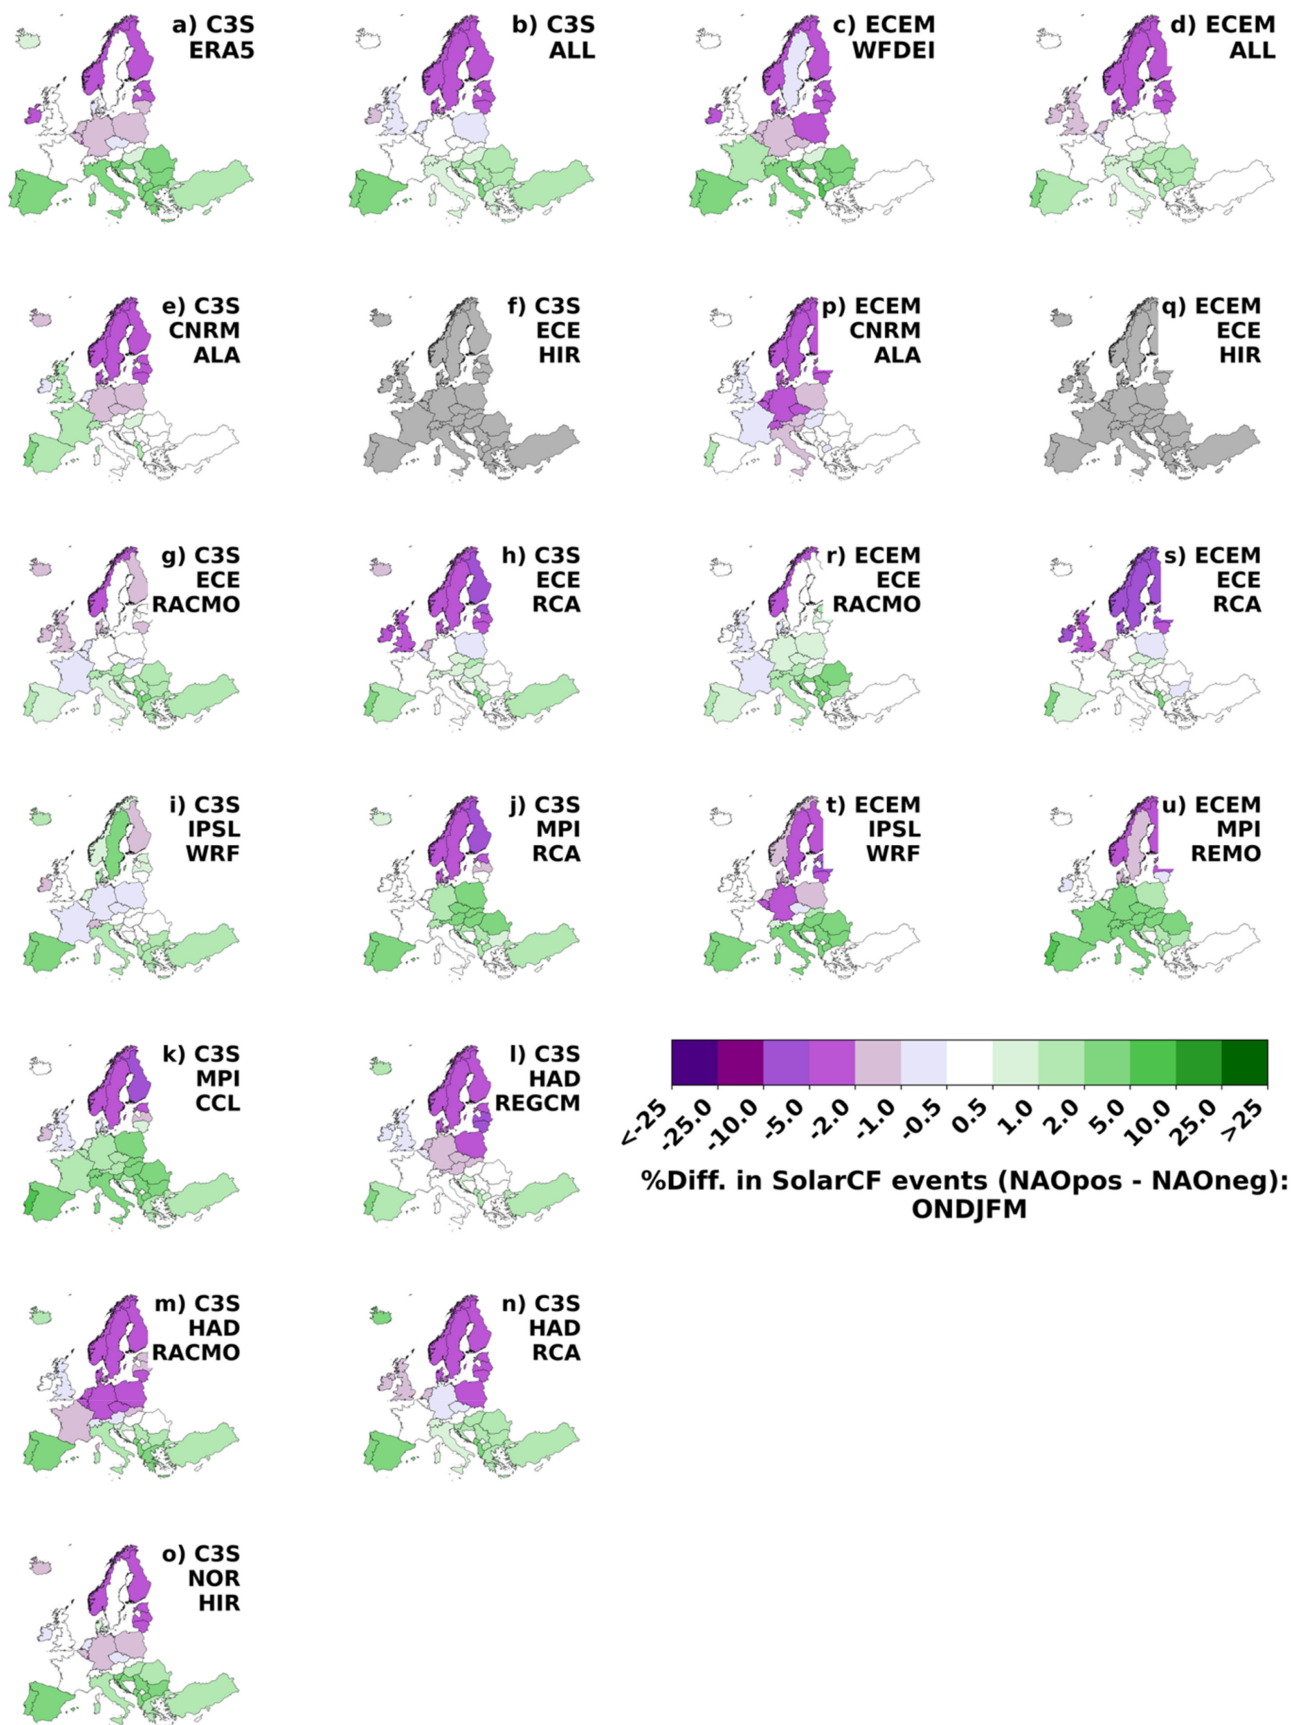 a) C3S
ERA5
b) C3S
ALL
c) ECEM
WFDEI
d) ECEM
ALL
e) C3S
CNRM
ALA
f) C3S
ECE
HIR
p) ECEM
CNRM
ALA
q) ECEM
ECE
HIR
g) C3S
ECE
RACMO
h) C3S
ECE
RCA
r) ECEM
ECE
RACMO
s) ECEM
ECE
RCA
i) C3S
IPSL
WRF
j) C3S
MPI
RCA
t) ECEM
IPSL
WRF
u) ECEM
MPI
REMO
k) C3S
MPI
CCL
l) C3S
HAD
REGCM
<-25
-25.0
-10.0
-5.0
-2.0
-1.0
-0.5
0.5
1.0
2.0
5.0
10.0
25.0
>25
%Diff. in SolarCF events (NAOpos - NAOneg):
ONDJFM
m) C3S
HAD
RACMO
n) C3S
HAD
RCA
o) C3S
NOR
HIR